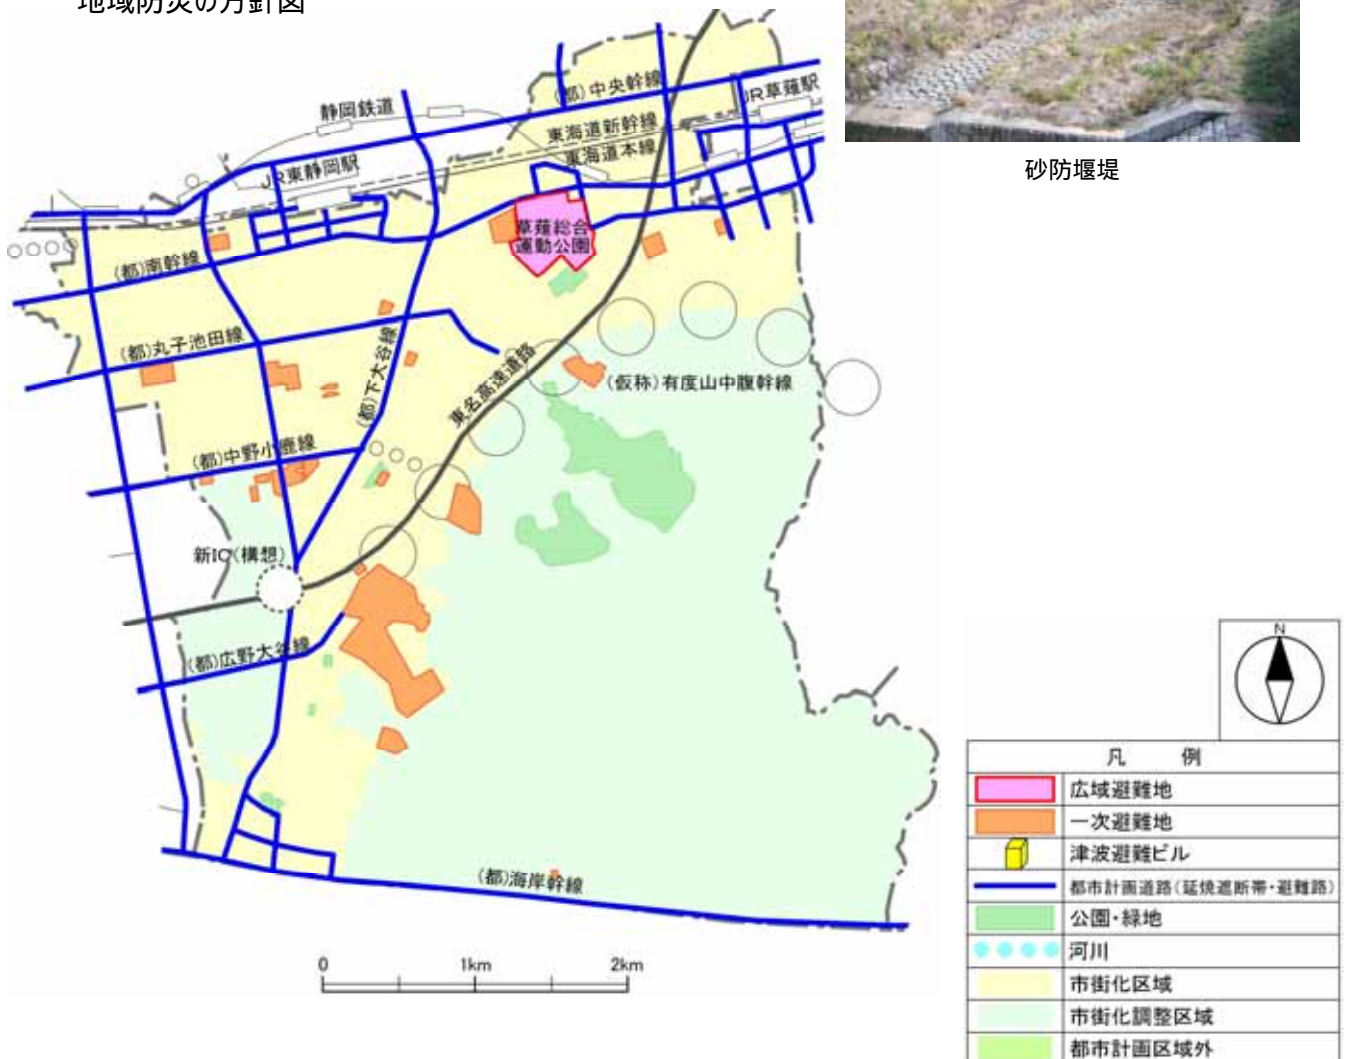 地域防災の方針図
砂防堰堤
静岡鉄道
(都)中央幹線
JR草薙駅
東海道新幹線
東海道本線
JR東静岡駅
草薙総合
運動公園
(都)南幹線
(都)丸子池田線
(都)下大谷線
東名高速道路
(仮称)有度山中腹幹線
(都)中野小鹿線
新IC(構想)
(都)広野大谷線
(都)海岸幹線
0 1km 2km
N
凡 例
広域避難地
一次避難地
津波避難ビル
都市計画道路(延焼遮断帯・避難路)
公園・緑地
河川
市街化区域
市街化調整区域
都市計画区域外